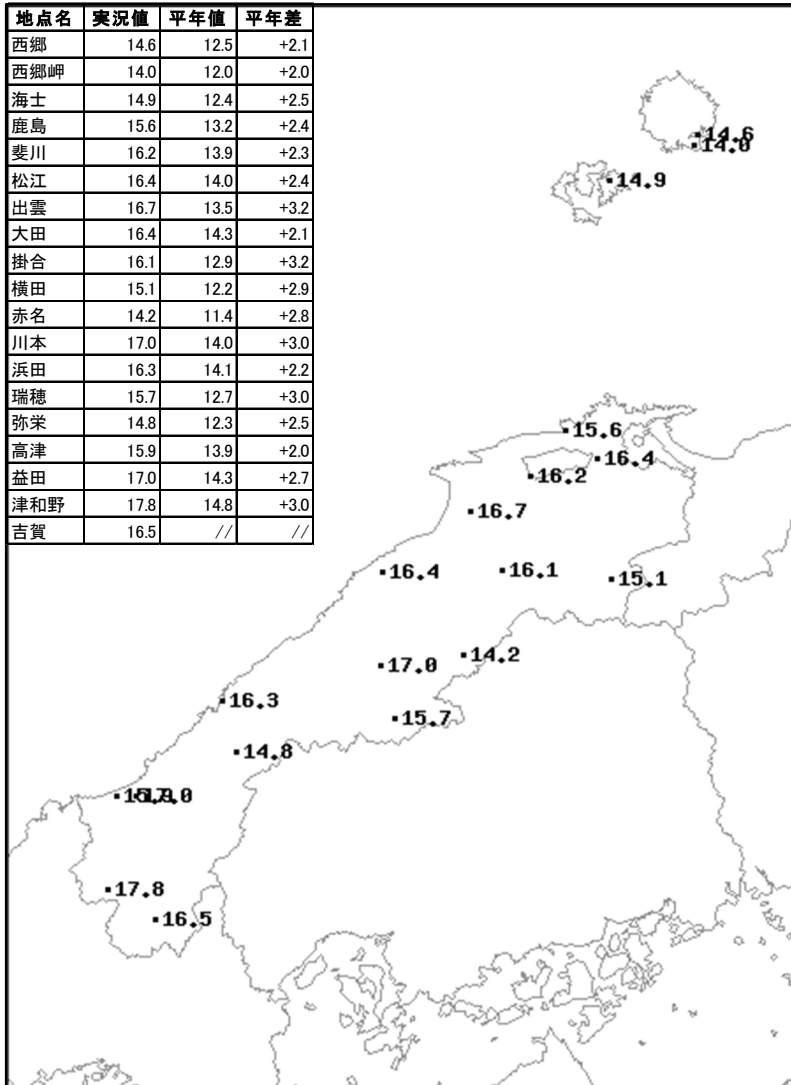 地点名 実況値 平年値 平年差
西郷 14.6 12.5 +2.1
西郷岬 14.0 12.0 +2.0
海士 14.9 12.4 +2.5
鹿島 15.6 13.2 +2.4
斐川 16.2 13.9 +2.3
松江 16.4 14.0 +2.4
出雲 16.7 13.5 +3.2
大田 16.4 14.3 +2.1
掛合 16.1 12.9 +3.2
横田 15.1 12.2 +2.9
赤名 14.2 11.4 +2.8
川本 17.0 14.0 +3.0
浜田 16.3 14.1 +2.2
瑞穂 15.7 12.7 +3.0
弥栄 14.8 12.3 +2.5
高津 15.9 13.9 +2.0
益田 17.0 14.3 +2.7
津和野 17.8 14.8 +3.0
吉賀 16.5 // //
14.6
14.0
14.9
15.6
16.4
16.2
16.7
16.4
16.1
15.1
14.2
17.0
16.3
15.7
14.8
15.9
17.0
17.8
16.5